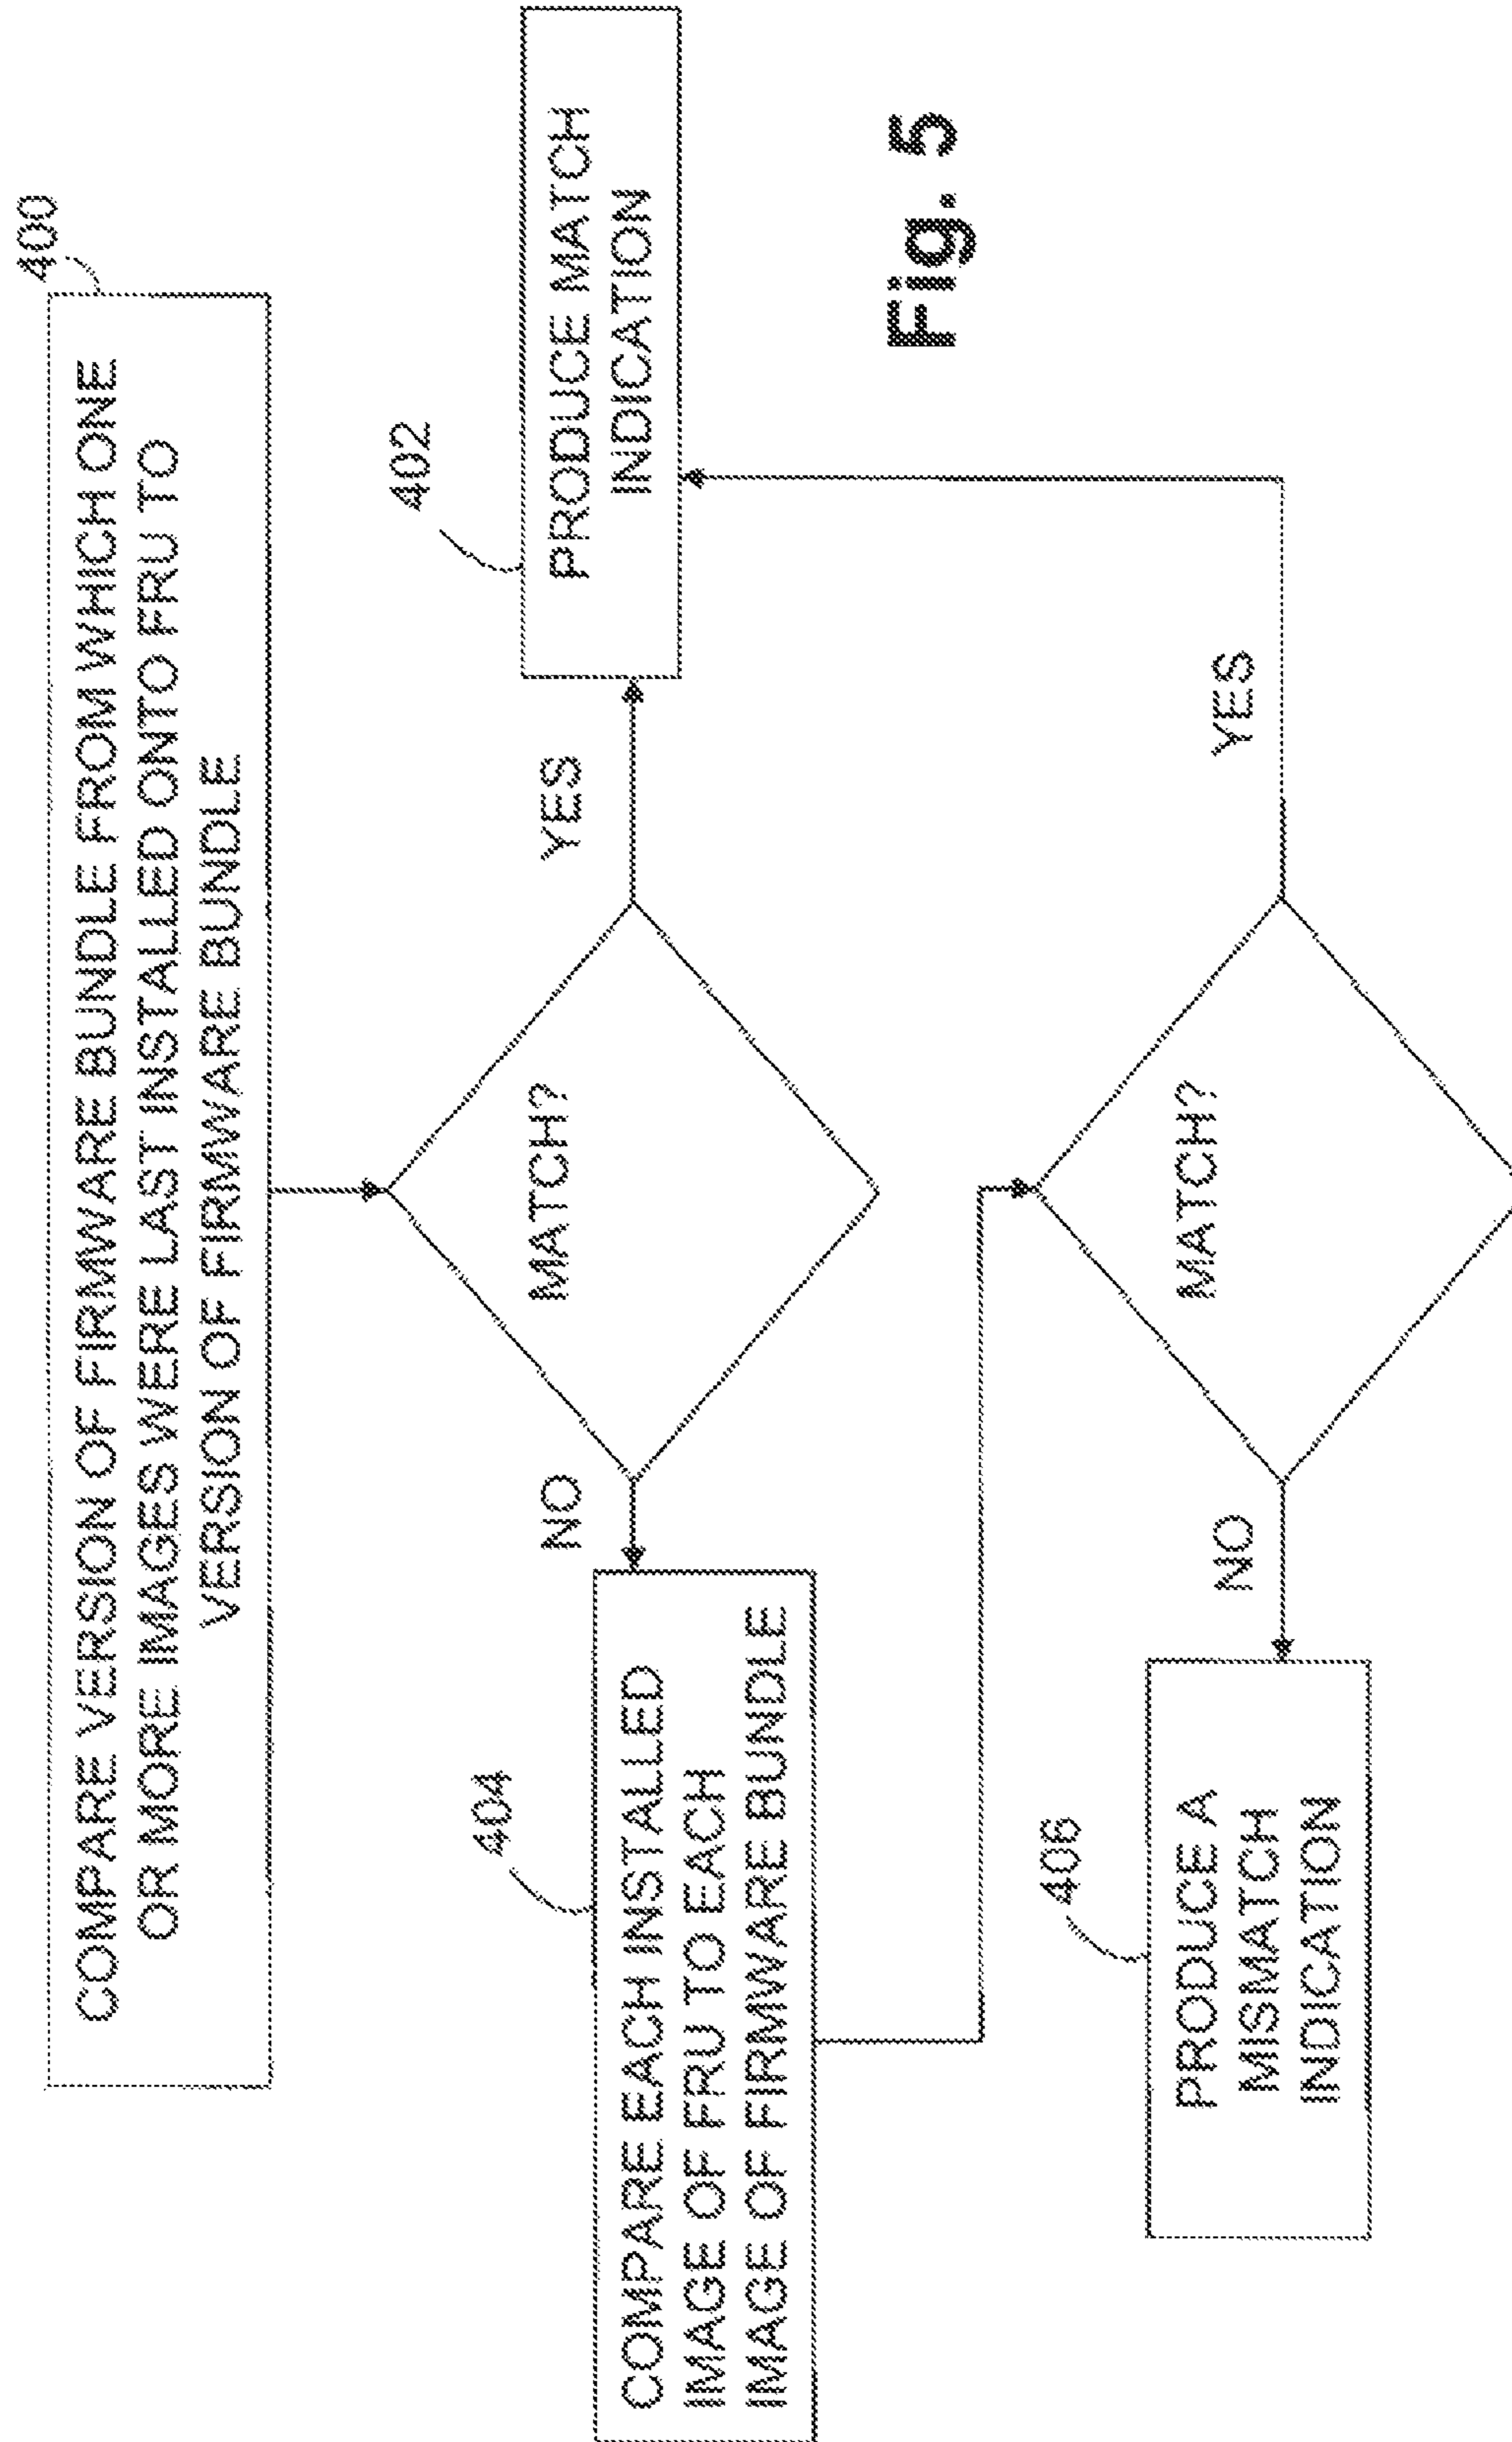 400
COMPARE VERSION OF FIRMWARE BUNDLE FROM WHICH ONE
OR MORE IMAGES WERE LAST INSTALLED ONTO FRU TO
VERSION OF FIRMWARE BUNDLE
MATCH?
YES
NO
402
PRODUCE MATCH
INDICATION
404
COMPARE EACH INSTALLED
IMAGE OF FRU TO EACH
IMAGE OF FIRMWARE BUNDLE
MATCH?
YES
NO
406
PRODUCE A
MISMATCH
INDICATION
Fig. 5